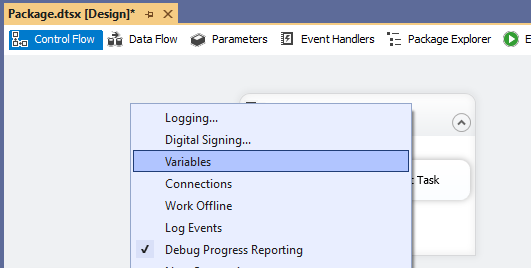 Package.dtsx [Design]*
Control Flow Data Flow Parameters Event Handlers Package Explorer E
Logging...
Digital Signing...
Variables
Task
Connections
Work Offline
Log Events
Debug Progress Reporting